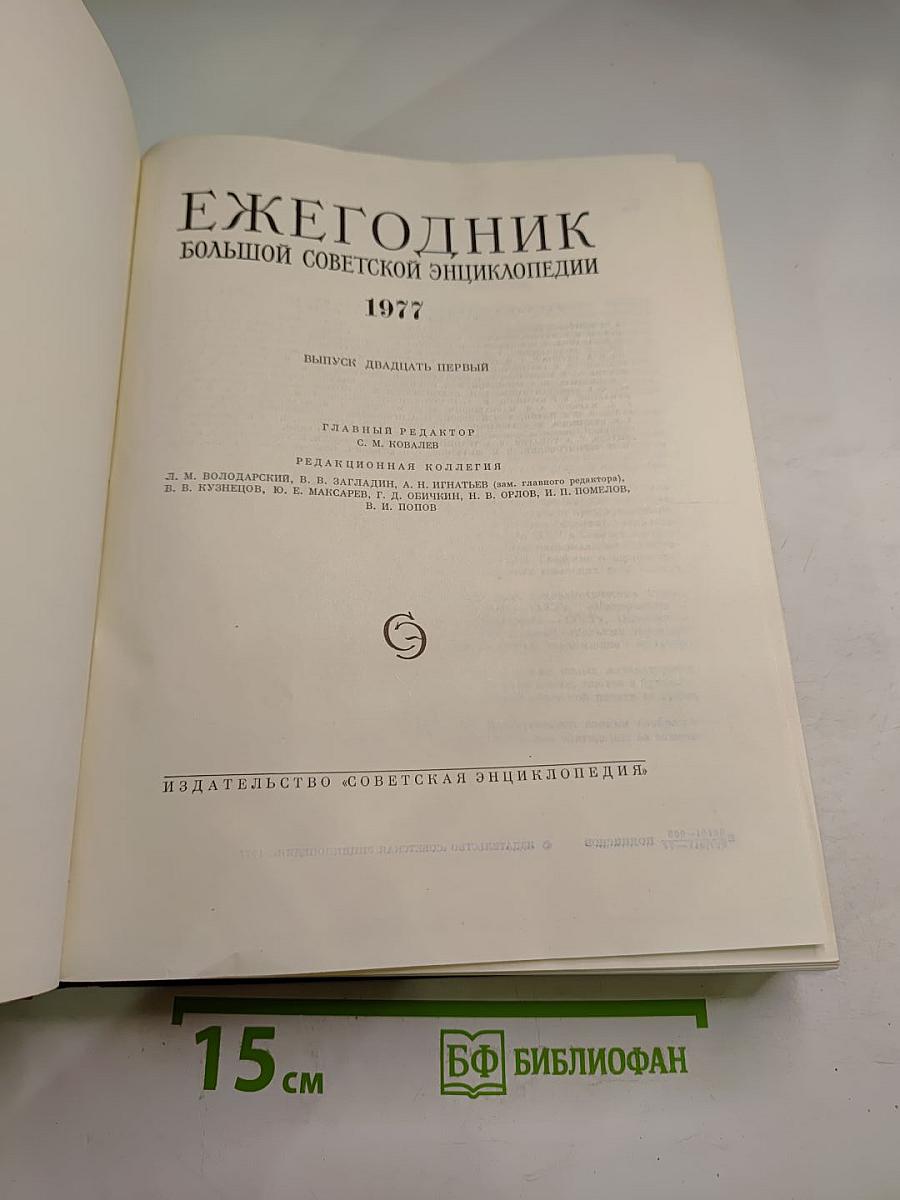 ЕЖЕГОДНИК
БОЛЬШОЙ СОВЕТСКОЙ ЭНЦИКЛОПЕДИИ
1977
ВЫПУСК ДВАДЦАТЬ ПЕРВЫЙ
ГЛАВНЫЙ РЕДАКТОР
С. М. КОВАЛЕВ
РЕДАКЦИОННАЯ КОЛЛЕГИЯ
Л. М. ВОЛОДАРСКИЙ, В. В. ЗАГЛАДИН, А. Н. ИГНАТЬЕВ (зам. главного редактора),
В. В. КУЗНЕЦОВ, Ю. Е. МАКСАРЕВ, Г. Д. ОБИЧКИН, Н. В. ОРЛОВ, И. П. ПОМЕЛОВ,
В. И. ПОПОВ
СЭ
ИЗДАТЕЛЬСТВО «СОВЕТСКАЯ ЭНЦИКЛОПЕДИЯ»
15 см
БФ БИБЛИОФАН